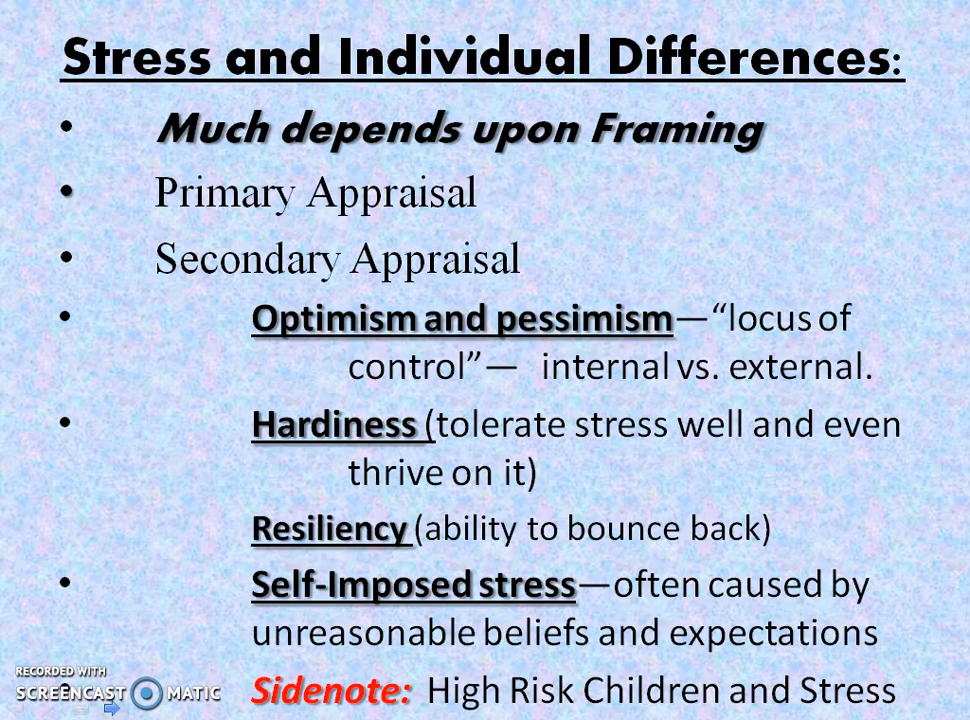 Stress and Individual Differences:
• Much depends upon Framing
• Primary Appraisal
• Secondary Appraisal
• Optimism and pessimism—“locus of
control”— internal vs. external.
• Hardiness (tolerate stress well and even
thrive on it)
Resiliency (ability to bounce back)
• Self-Imposed stress—often caused by
unreasonable beliefs and expectations
Sidenote: High Risk Children and Stress
RECORDED WITH
SCREENCAST MATIC